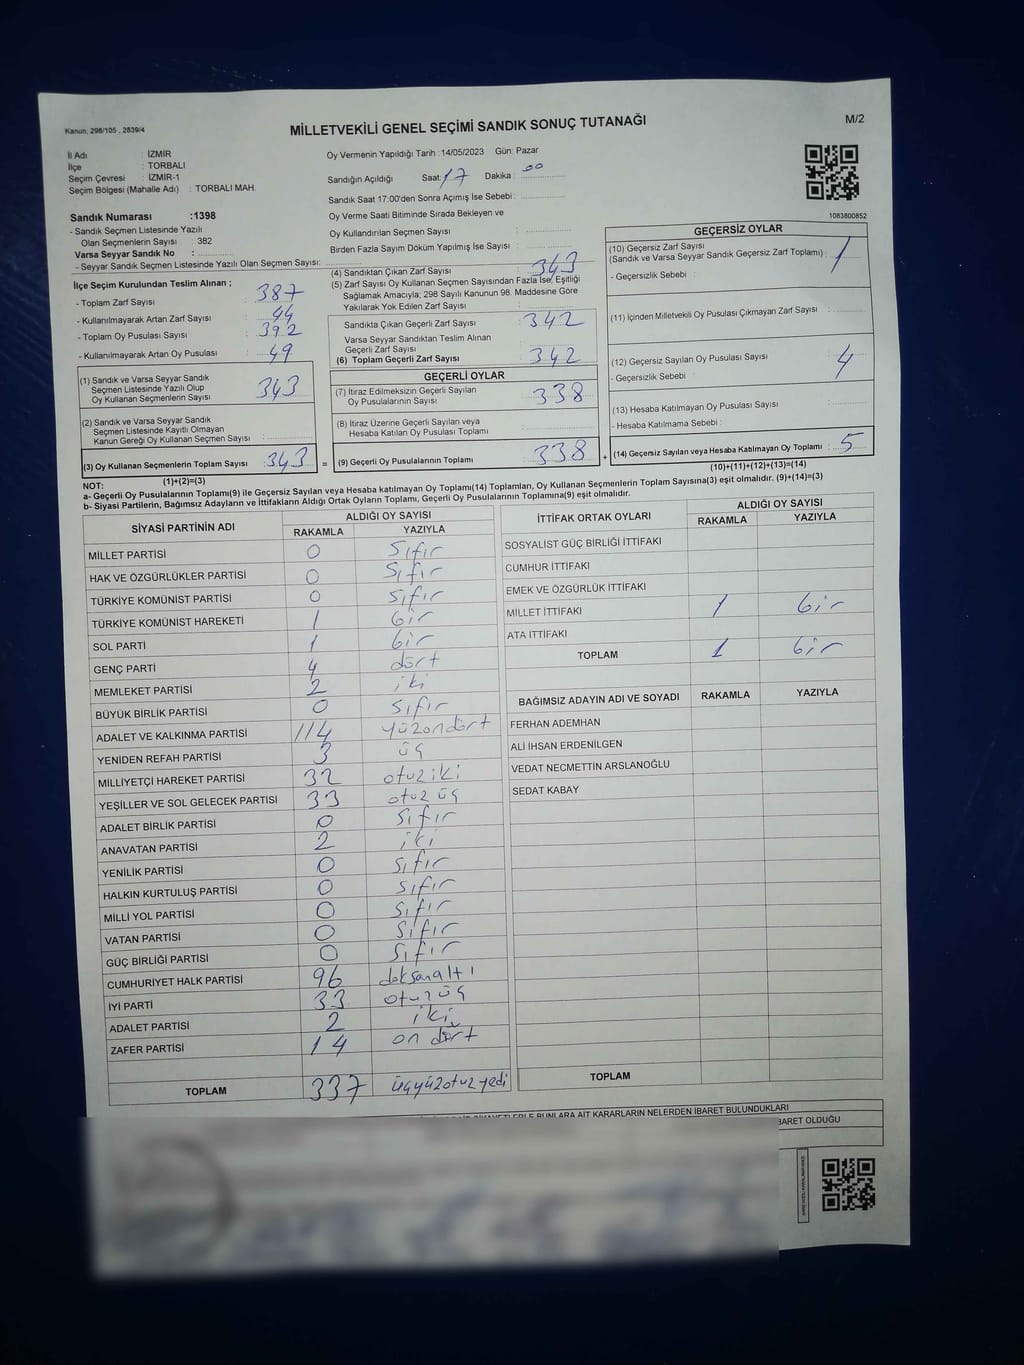 Kanun, 298/105 , 2839/4
MİLLETVEKİLİ GENEL SEÇİMİ SANDIK SONUÇ TUTANAĞI
M/2
İl Adı : İZMİR
İlçe : TORBALI
Seçim Çevresi : İZMİR-1
Seçim Bölgesi (Mahalle Adı) : TORBALI MAH.
Oy Vermenin Yapıldığı Tarih :14/05/2023 Gün: Pazar
Sandığın Açıldığı Saat: 17 Dakika : 00
Sandık Saat 17:00'den Sonra Açımış İse Sebebi :
Oy Verme Saati Bitiminde Sırada Bekleyen ve
Oy Kullandırılan Seçmen Sayısı :
Birden Fazla Sayım Döküm Yapılmış İse Sayısı :
1083800852
Sandık Numarası :1398
- Sandık Seçmen Listesinde Yazılı
Olan Seçmenlerin Sayısı : 382
Varsa Seyyar Sandık No :
- Seyyar Sandık Seçmen Listesinde Yazılı Olan Seçmen Sayısı:
İlçe Seçim Kurulundan Teslim Alınan ;
- Toplam Zarf Sayısı : 387
- Kullanılmayarak Artan Zarf Sayısı : 44
- Toplam Oy Pusulası Sayısı : 392
- Kullanılmayarak Artan Oy Pusulası : 49
(1) Sandık ve Varsa Seyyar Sandık
Seçmen Listesinde Yazılı Olup
Oy Kullanan Seçmenlerin Sayısı : 343
(2) Sandık ve Varsa Seyyar Sandık
Seçmen Listesinde Kayıtlı Olmayan
Kanun Gereği Oy Kullanan Seçmen Sayısı :
(3) Oy Kullanan Seçmenlerin Toplam Sayısı : 343 =
(1)+(2)=(3)
(4) Sandıktan Çıkan Zarf Sayısı : 343
(5) Zarf Sayısı Oy Kullanan Seçmen Sayısından Fazla İse, Eşitliği
Sağlamak Amacıyla; 298 Sayılı Kanunun 98. Maddesine Göre
Yakılarak Yok Edilen Zarf Sayısı :
Sandıkta Çıkan Geçerli Zarf Sayısı : 342
Varsa Seyyar Sandıktan Teslim Alınan
Geçerli Zarf Sayısı :
(6) Toplam Geçerli Zarf Sayısı : 342
GEÇERLİ OYLAR
(7) İtiraz Edilmeksizin Geçerli Sayılan
Oy Pusulalarının Sayısı : 338
(8) İtiraz Üzerine Geçerli Sayılan veya
Hesaba Katılan Oy Pusulası Toplamı :
(9) Geçerli Oy Pusulalarının Toplamı : 338 +
GEÇERSİZ OYLAR
(10) Geçersiz Zarf Sayısı
(Sandık ve Varsa Seyyar Sandık Geçersiz Zarf Toplamı) : 1
- Geçersizlik Sebebi :
(11) İçinden Milletvekili Oy Pusulası Çıkmayan Zarf Sayısı :
(12) Geçersiz Sayılan Oy Pusulası Sayısı : 4
- Geçersizlik Sebebi :
(13) Hesaba Katılmayan Oy Pusulası Sayısı :
- Hesaba Katılmama Sebebi :
(14) Geçersiz Sayılan veya Hesaba Katılmayan Oy Toplamı : 5
(10)+(11)+(12)+(13)=(14)
NOT:
a- Geçerli Oy Pusulalarının Toplamı(9) ile Geçersiz Sayılan veya Hesaba katılmayan Oy Toplamı(14) Toplamları, Oy Kullanan Seçmenlerin Toplam Sayısına(3) eşit olmalıdır. (9)+(14)=(3)
b- Siyasi Partilerin, Bağımsız Adayların ve İttifakların Aldığı Ortak Oyların Toplamı, Geçerli Oy Pusulalarının Toplamına(9) eşit olmalıdır.
SİYASİ PARTİNİN ADI ALDIĞI OY SAYISI
RAKAMLA YAZIYLA
MİLLET PARTİSİ 0 Sıfır
HAK VE ÖZGÜRLÜKLER PARTİSİ 0 Sıfır
TÜRKİYE KOMÜNİST PARTİSİ 0 Sıfır
TÜRKİYE KOMÜNİST HAREKETİ 1 bir
SOL PARTİ 1 bir
GENÇ PARTİ 4 dört
MEMLEKET PARTİSİ 2 iki
BÜYÜK BİRLİK PARTİSİ 0 Sıfır
ADALET VE KALKINMA PARTİSİ 114 yüzondört
YENİDEN REFAH PARTİSİ 3 üç
MİLLİYETÇİ HAREKET PARTİSİ 32 otuziki
YEŞİLLER VE SOL GELECEK PARTİSİ 33 otuz üç
ADALET BİRLİK PARTİSİ 0 Sıfır
ANAVATAN PARTİSİ 2 iki
YENİLİK PARTİSİ 0 Sıfır
HALKIN KURTULUŞ PARTİSİ 0 Sıfır
MİLLİ YOL PARTİSİ 0 Sıfır
VATAN PARTİSİ 0 Sıfır
GÜÇ BİRLİĞİ PARTİSİ 0 Sıfır
CUMHURİYET HALK PARTİSİ 96 doksanaltı
İYİ PARTİ 33 otuz üç
ADALET PARTİSİ 2 iki
ZAFER PARTİSİ 14 on dört
TOPLAM 337 üçyüzotuzyedi
İTTİFAK ORTAK OYLARI ALDIĞI OY SAYISI
RAKAMLA YAZIYLA
SOSYALİST GÜÇ BİRLİĞİ İTTİFAKI
CUMHUR İTTİFAKI
EMEK VE ÖZGÜRLÜK İTTİFAKI
MİLLET İTTİFAKI 1 bir
ATA İTTİFAKI
TOPLAM 1 bir
BAĞIMSIZ ADAYIN ADI VE SOYADI RAKAMLA YAZIYLA
FERHAN ADEMHAN
ALİ İHSAN ERDENİLGEN
VEDAT NECMETTİN ARSLANOĞLU
SEDAT KABAY
TOPLAM
BUNLARA AİT KARARLARIN NELERDEN İBARET BULUNDUKLARI
BARET OLDUĞU